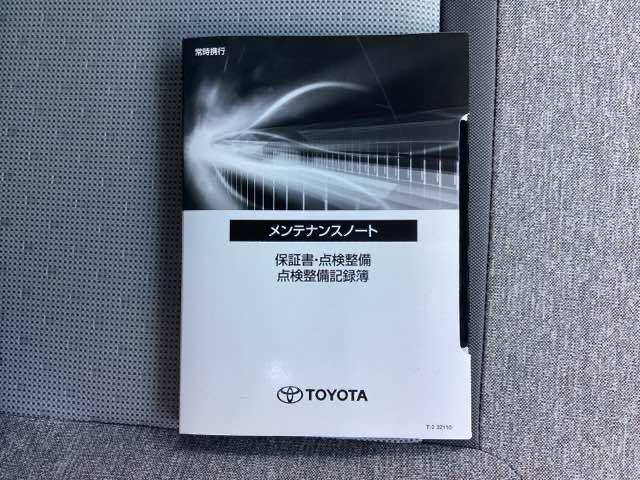 常時携行
メンテナンスノート
保証書・点検整備
点検整備記録簿
TOYOTA
T-2 32110